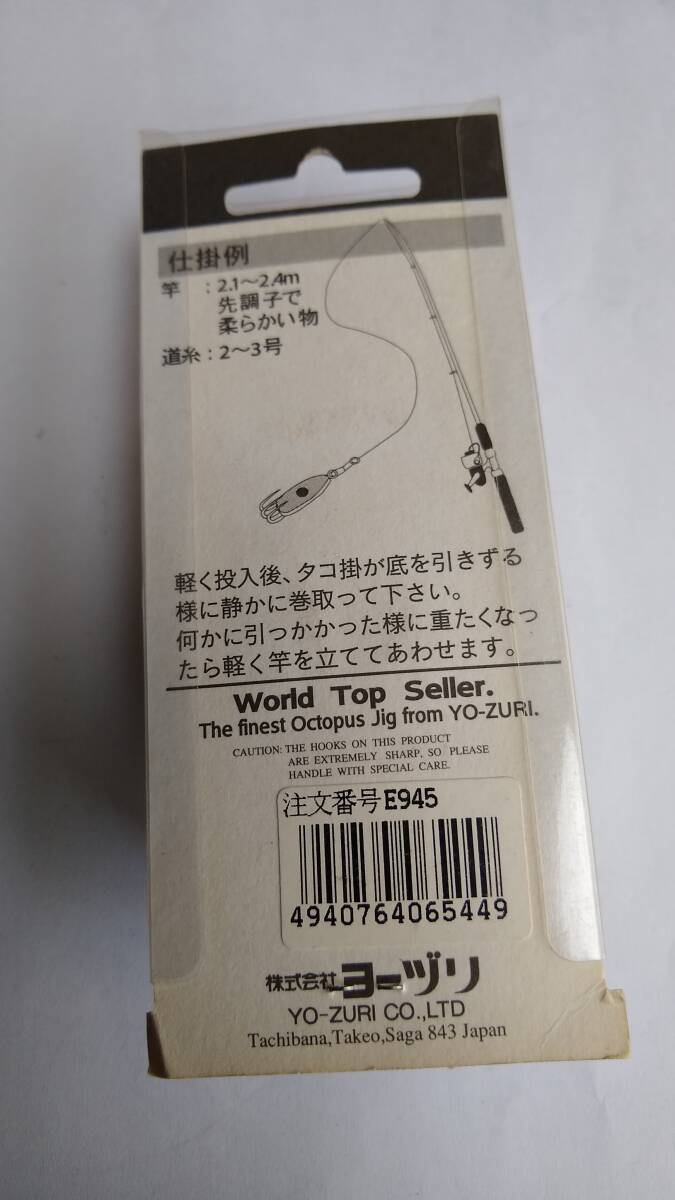 仕掛例
竿 : 2.1〜2.4m
先調子で
柔らかい物
道糸 : 2〜3号
軽く投入後、タコ掛が底を引きずる
様に静かに巻取って下さい。
何かに引っかかった様に重たくなっ
たら軽く竿を立ててあわせます。
World Top Seller.
The finest Octopus Jig from YO-ZURI.
CAUTION: THE HOOKS ON THIS PRODUCT
ARE EXTREMELY SHARP, SO PLEASE
HANDLE WITH SPECIAL CARE.
注文番号 E945
4940764065449
株式会社 ヨーヅリ
YO-ZURI CO.,LTD
Tachibana,Takeo,Saga 843 Japan